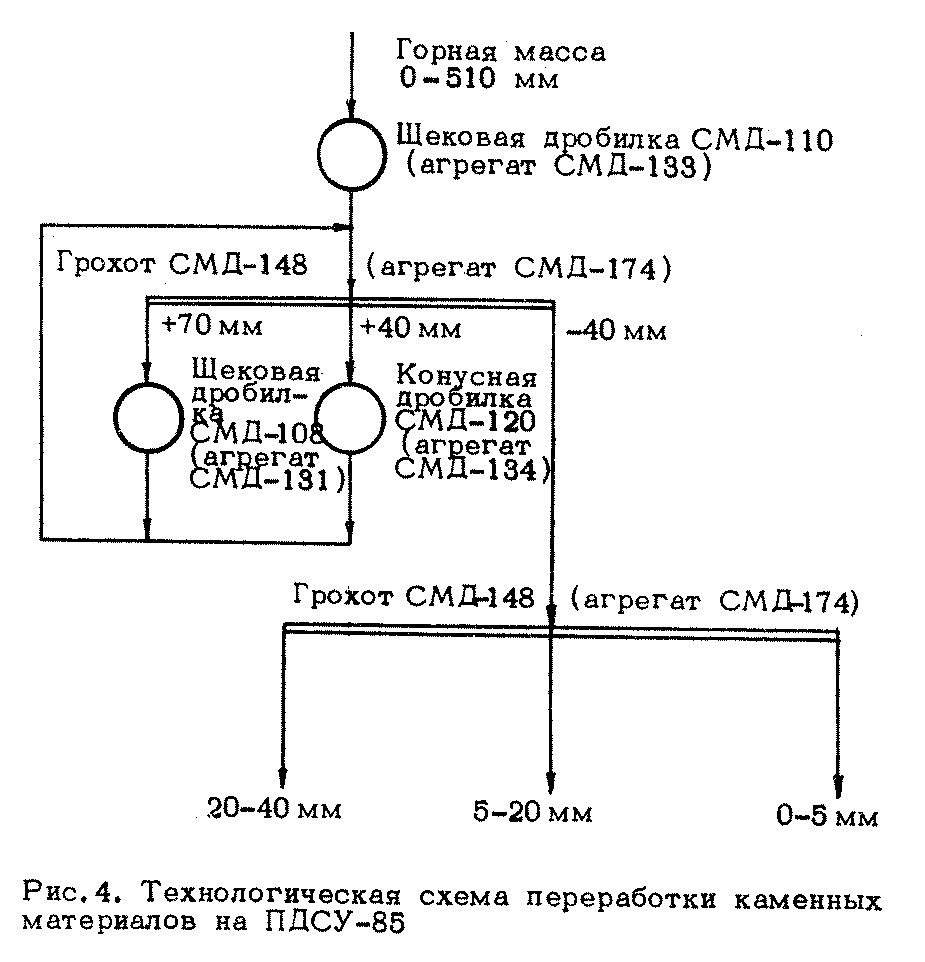 Горная масса
0-510 мм
Щековая дробилка СМД-110
(агрегат СМД-133)
Грохот СМД-148 (агрегат СМД-174)
+70 мм
+40 мм
-40 мм
Щековая
дробил-
ка
СМД-108
(агрегат
СМД-131)
Конусная
дробилка
СМД-120
(агрегат
СМД-134)
Грохот СМД-148 (агрегат СМД-174)
20-40 мм
5-20 мм
0-5 мм
Рис.4. Технологическая схема переработки каменных
материалов на ПДСУ-85